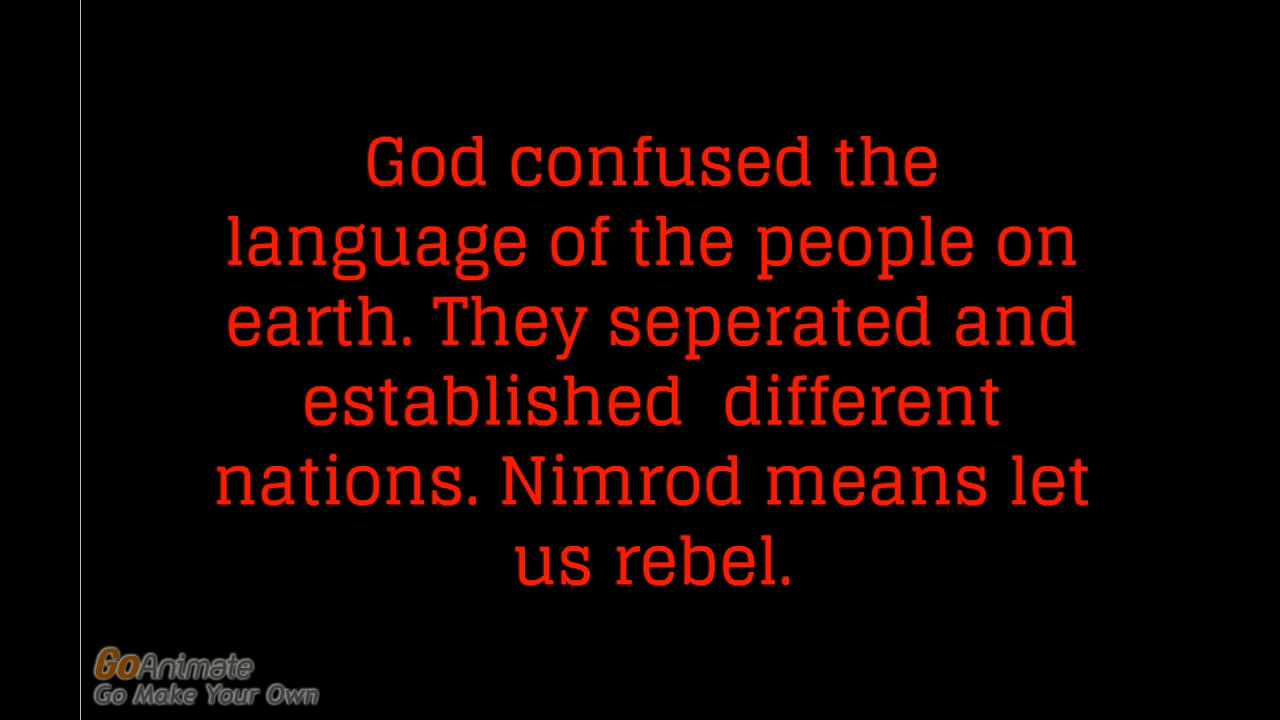 God confused the
language of the people on
earth. They seperated and
established  different
nations. Nimrod means let
us rebel.
GoAnimate
Go Make Your Own